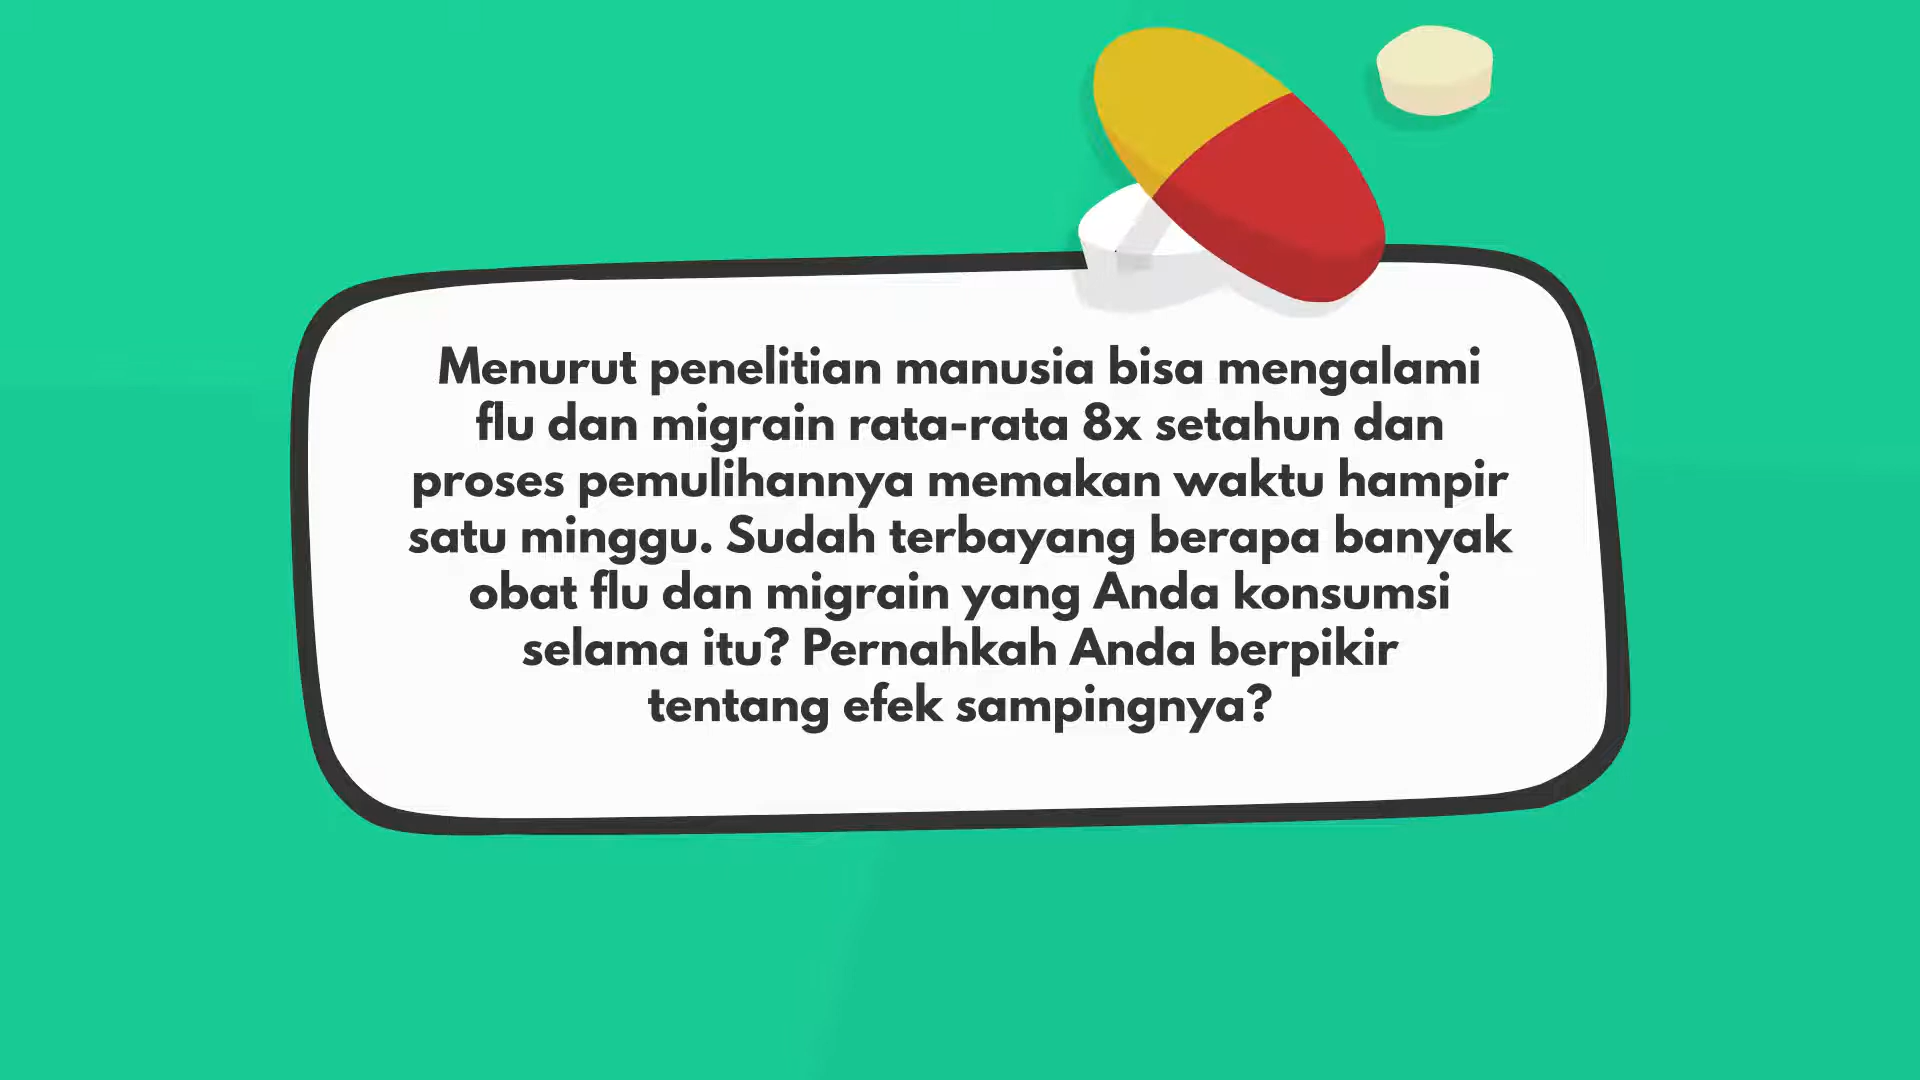 Menurut penelitian manusia bisa mengalami
flu dan migrain rata-rata 8x setahun dan
proses pemulihannya memakan waktu hampir
satu minggu. Sudah terbayang berapa banyak
obat flu dan migrain yang Anda konsumsi
selama itu? Pernahkah Anda berpikir
tentang efek sampingnya?